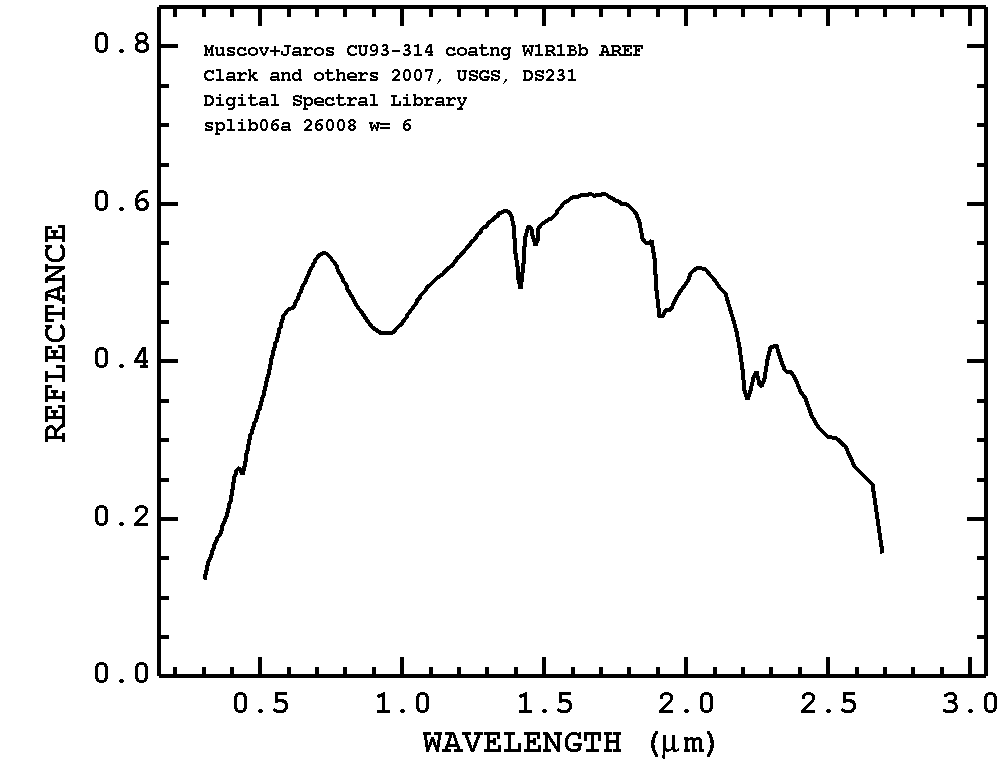 Muscov+Jaros CU93-314 coatng W1R1Bb AREF
Clark and others 2007, USGS, DS231
Digital Spectral Library
splib06a 26008 w= 6
REFLECTANCE
0.8
0.6
0.4
0.2
0.0
0.5 1.0 1.5 2.0 2.5 3.0
WAVELENGTH (μm)